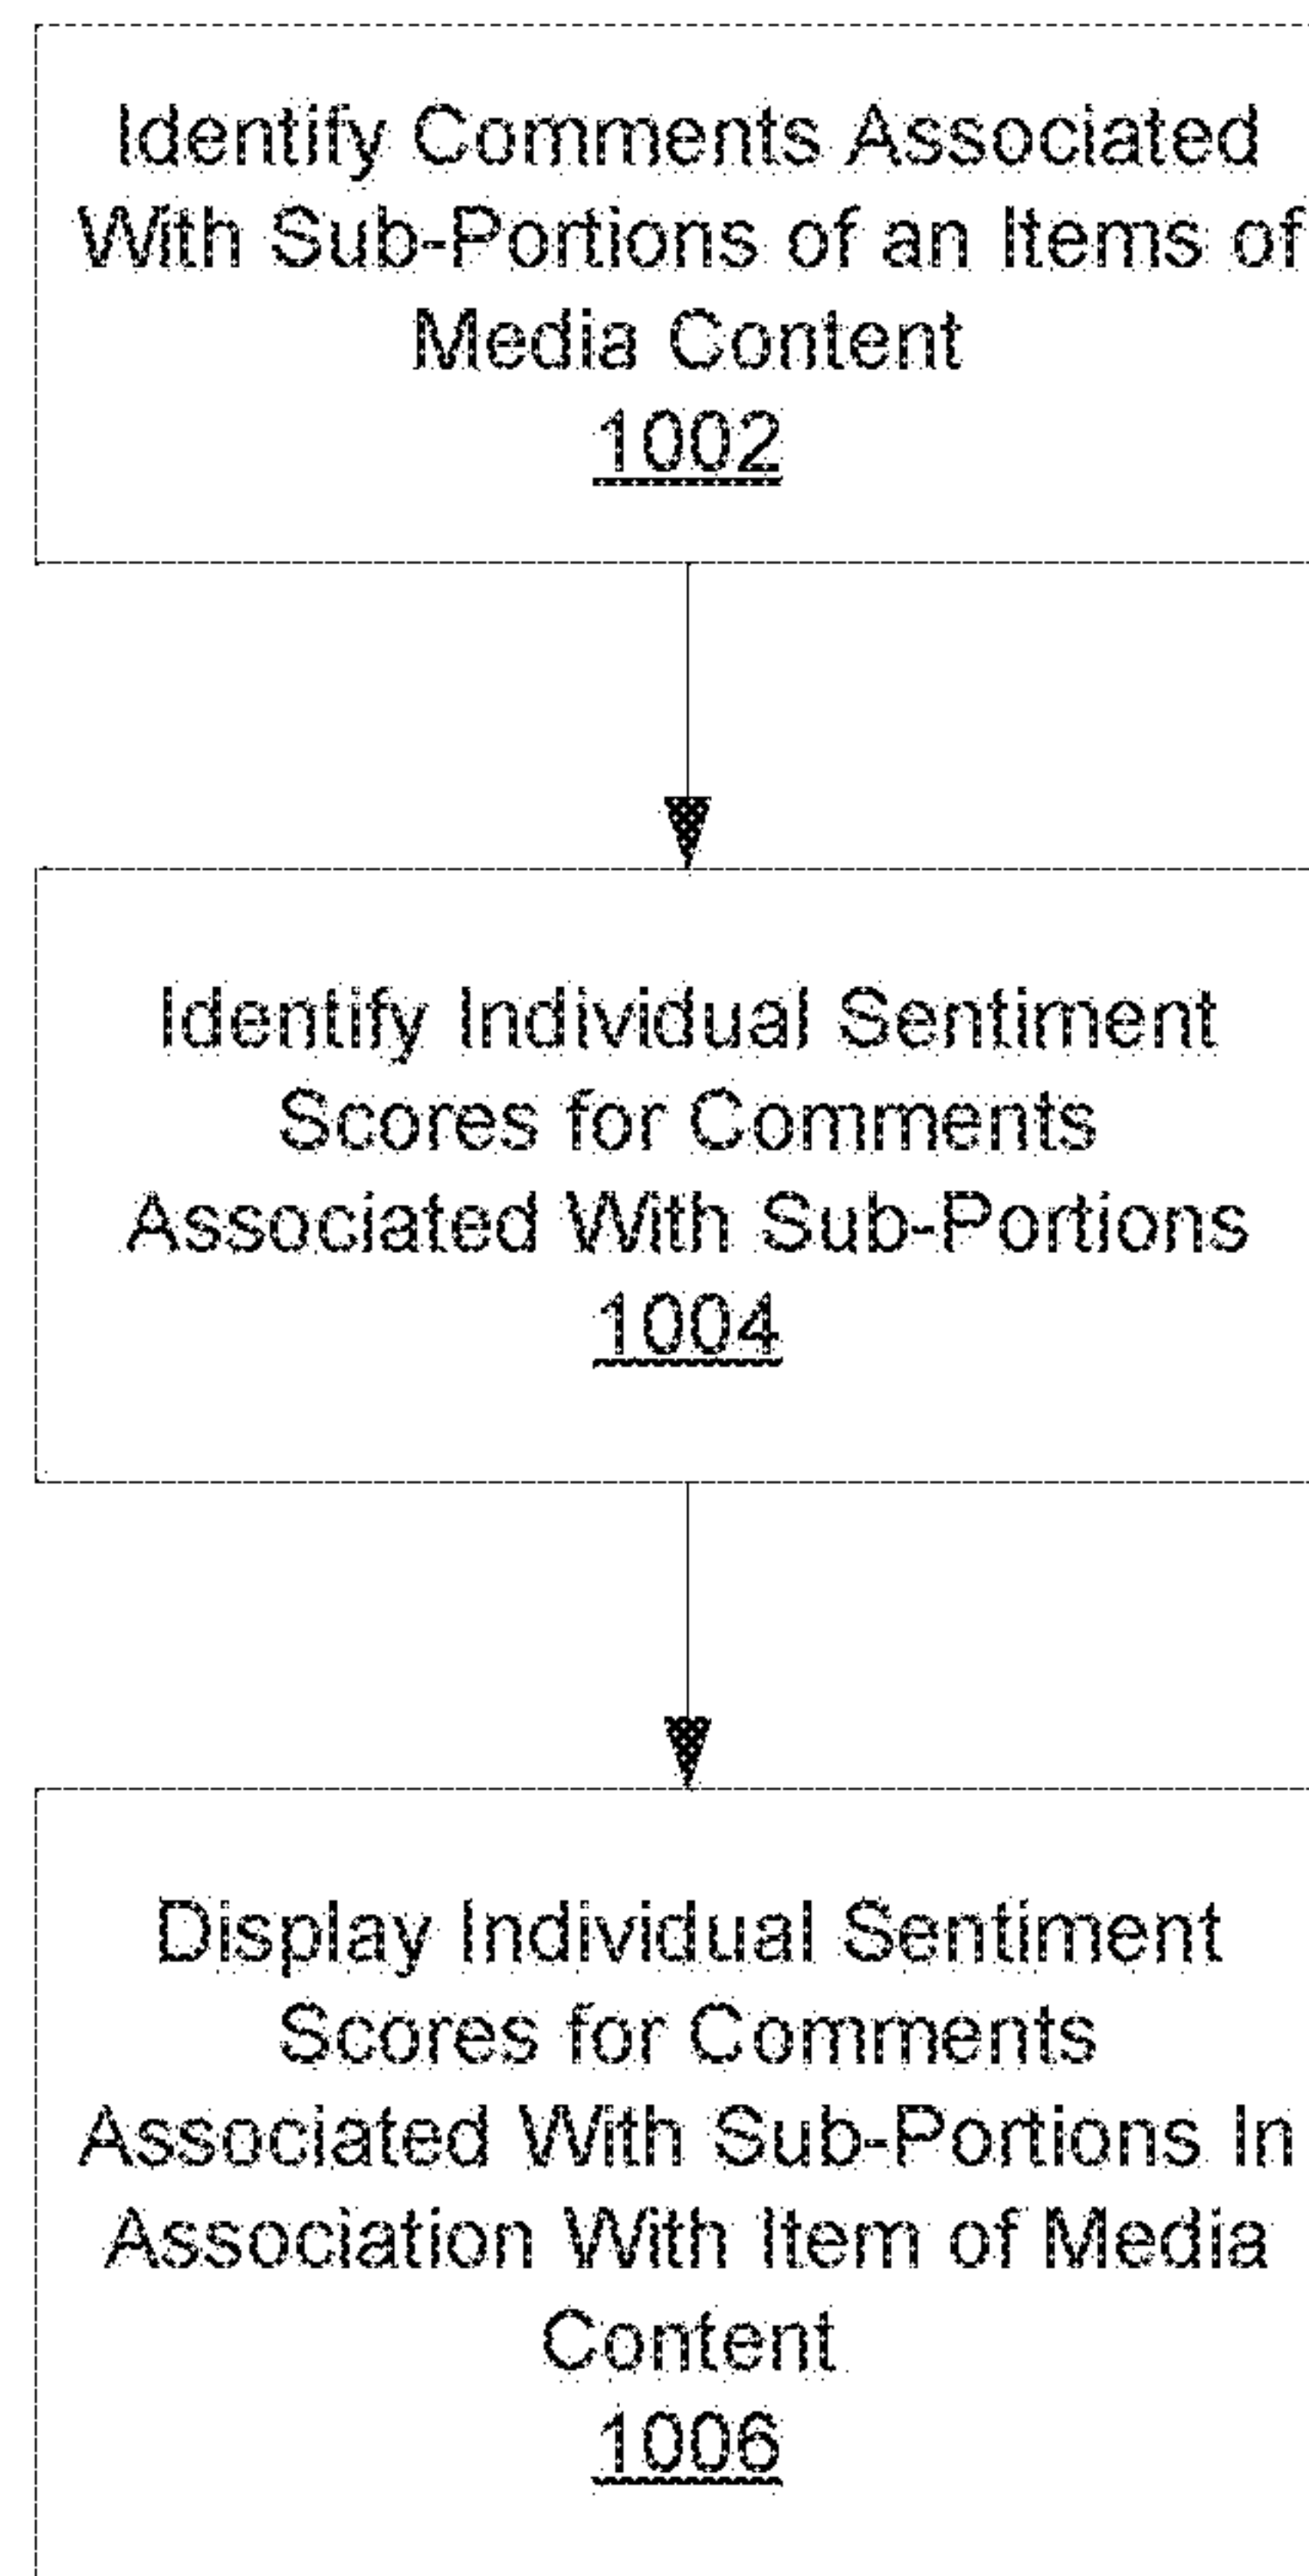 Identify Comments Associated
With Sub-Portions of an Items of
Media Content
1002
Identify Individual Sentiment
Scores for Comments
Associated With Sub-Portions
1004
Display Individual Sentiment
Scores for Comments
Associated With Sub-Portions In
Association With Item of Media
Content
1006